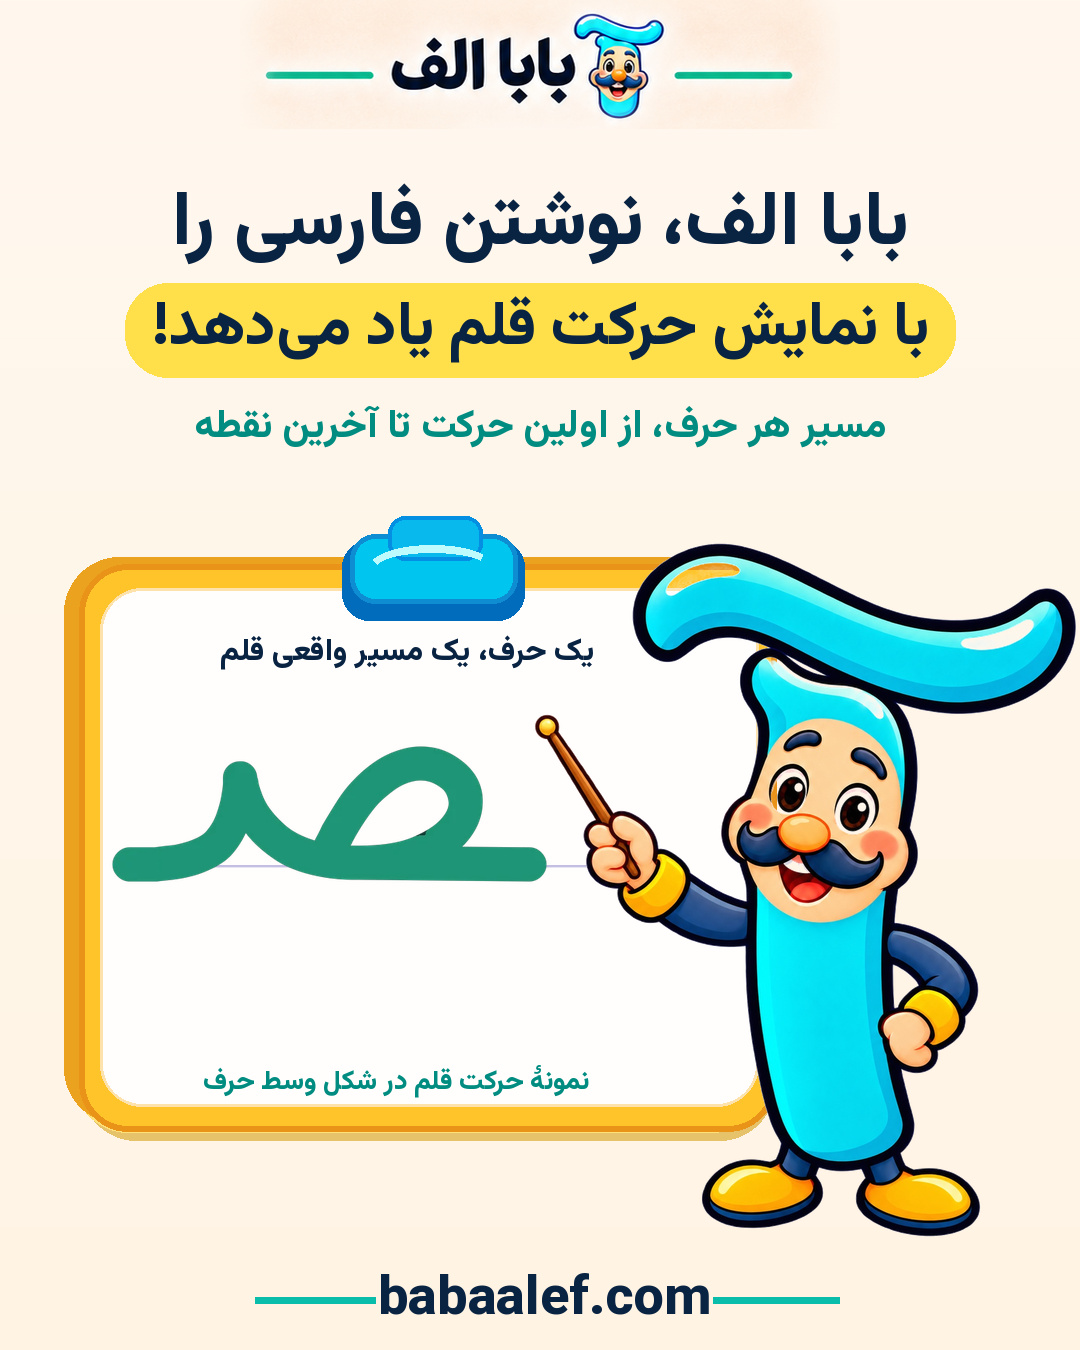 بابا الف
بابا الف، نوشتن فارسی را
با نمایش حرکت قلم یاد می‌دهد!
مسیر هر حرف، از اولین حرکت تا آخرین نقطه
یک حرف، یک مسیر واقعی قلم
ـصـ
نمونهٔ حرکت قلم در شکل وسط حرف
babaalef.com